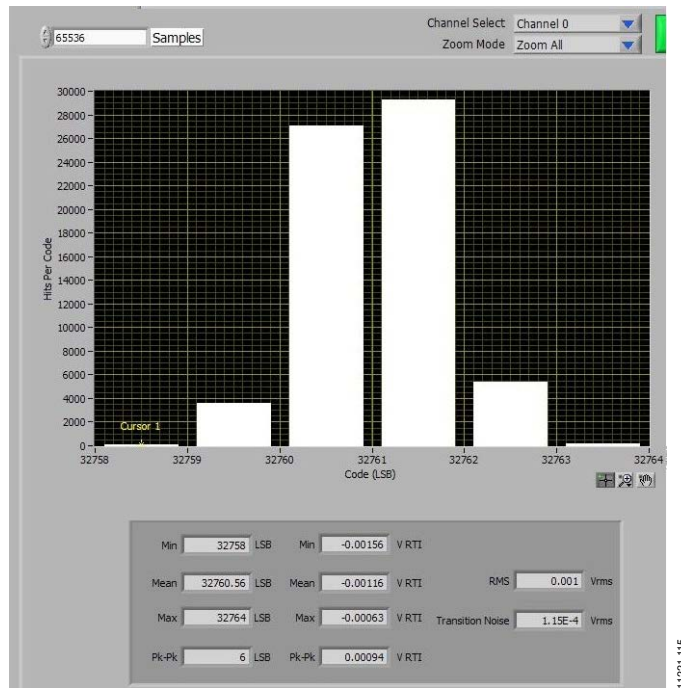 Channel Select Channel 0
65536 Samples
Zoom Mode Zoom All
30000
28000
26000
24000
22000
20000
18000
16000
14000
12000
10000
8000
6000
4000
2000
0
Hits Per Code
Cursor 1
32758 32759 32760 32761 32762 32763 32764
Code (LSB)
Min 32758 LSB Min -0.00156 V RTI
Mean 32760.56 LSB Mean -0.00116 V RTI RMS 0.001 Vrms
Max 32764 LSB Max -0.00063 V RTI Transition Noise 1.15E-4 Vrms
Pk-Pk 6 LSB Pk-Pk 0.00094 V RTI